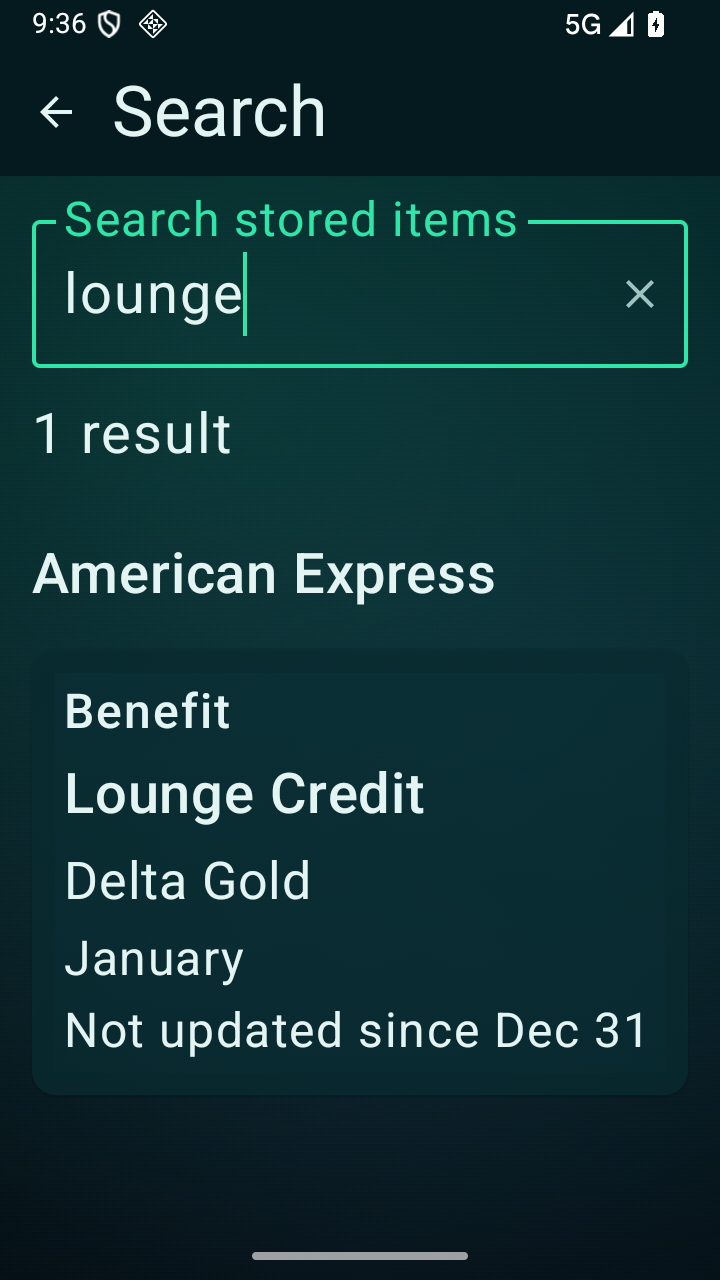 9:36
5G
Search
Search stored items
lounge
1 result
American Express
Benefit
Lounge Credit
Delta Gold
January
Not updated since Dec 31